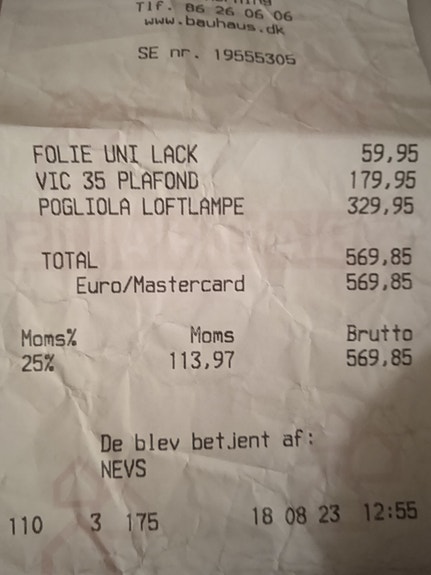 Tlf. 86 26 06 06
www.bauhaus.dk
SE nr. 19555305
FOLIE UNI LACK 59,95
VIC 35 PLAFOND 179,95
POGLIOLA LOFTLAMPE 329,95
TOTAL 569,85
Euro/Mastercard 569,85
Moms% Moms Brutto
25% 113,97 569,85
De blev betjent af:
NEVS
110 3 175 18 08 23 12:55